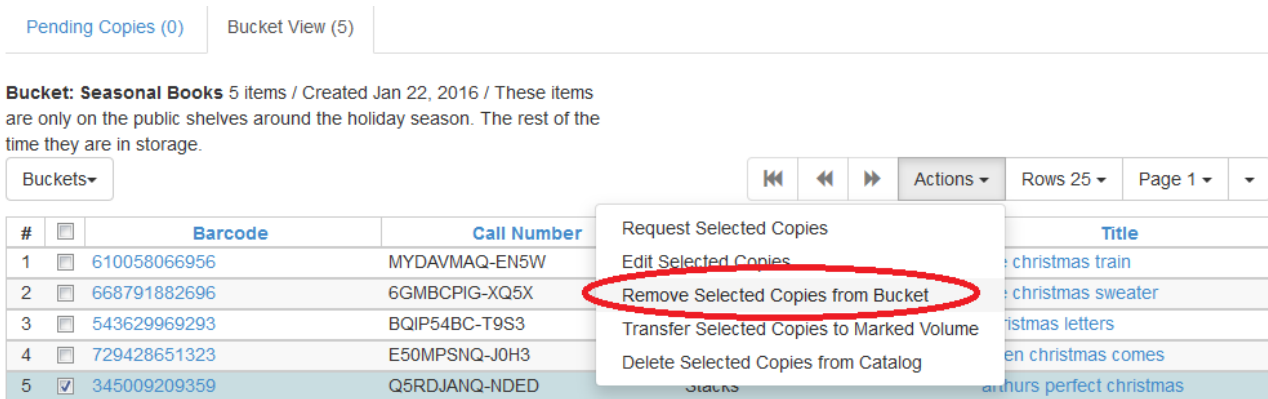 Pending Copies (0) Bucket View (5)
Bucket: Seasonal Books 5 items / Created Jan 22, 2016 / These items
are only on the public shelves around the holiday season. The rest of the
time they are in storage.
Buckets Actions Rows 25 Page 1
# Barcode Call Number Title
Request Selected Copies
Edit Selected Copies
Remove Selected Copies from Bucket
Transfer Selected Copies to Marked Volume
Delete Selected Copies from Catalog
1 610058066956 MYDAVMAQ-EN5W christmas train
2 668791882696 6GMBCPIG-XQ5X christmas sweater
3 543629969293 BQIP54BC-T9S3 letters
4 729428651323 E50MPSNQ-J0H3 christmas comes
5 345009209359 Q5RDJANQ-NDED Stacks arthurs perfect christmas